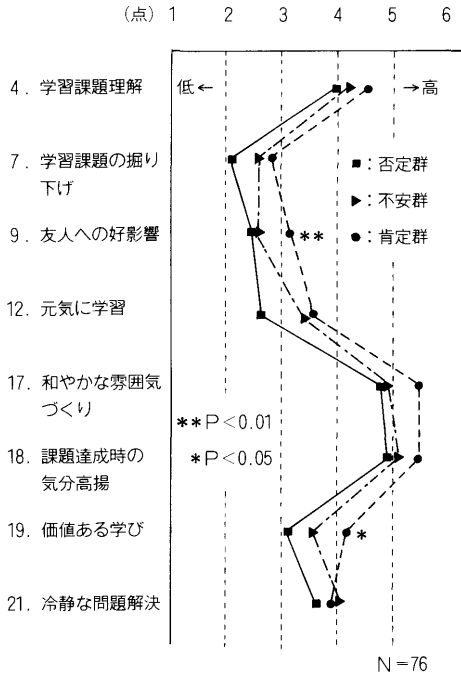 (点) 1 2 3 4 5 6
低← →高
4．学習課題理解
7．学習課題の掘り
下げ
■：否定群
▶：不安群
●：肯定群
9．友人への好影響
**
12．元気に学習
17．和やかな雰囲気
づくり
**P<0.01
18．課題達成時の
気分高揚
*P<0.05
19．価値ある学び
*
21．冷静な問題解決
N=76